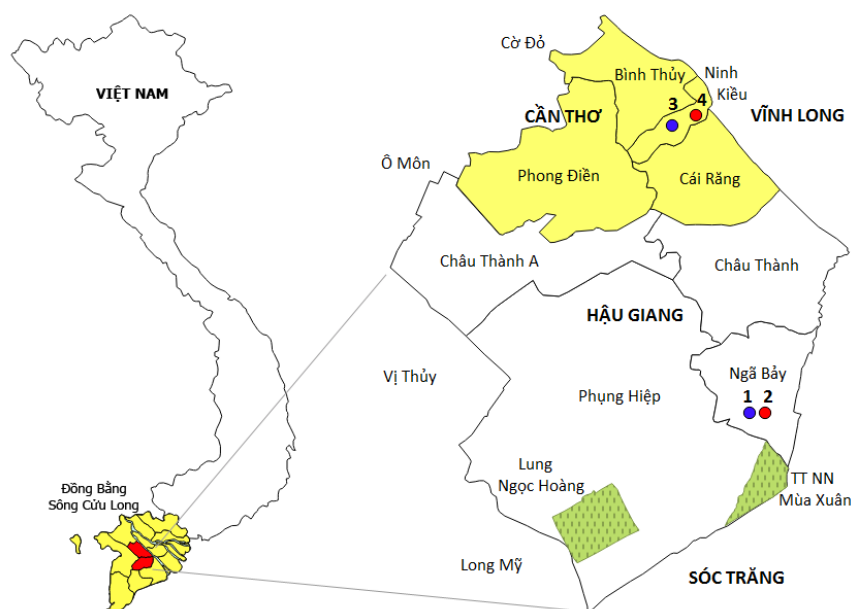 VIỆT NAM
Đồng Bằng
Sông Cửu Long
Cờ Đỏ
Bình Thủy
Ninh
Kiều
3
4
CẦN THƠ
VĨNH LONG
Ô Môn
Phong Điền
Cái Răng
Châu Thành A
Châu Thành
HẬU GIANG
Vị Thủy
Ngã Bảy
Phụng Hiệp
1
2
Lung
Ngọc Hoàng
TT NN
Mùa Xuân
Long Mỹ
SÓC TRĂNG